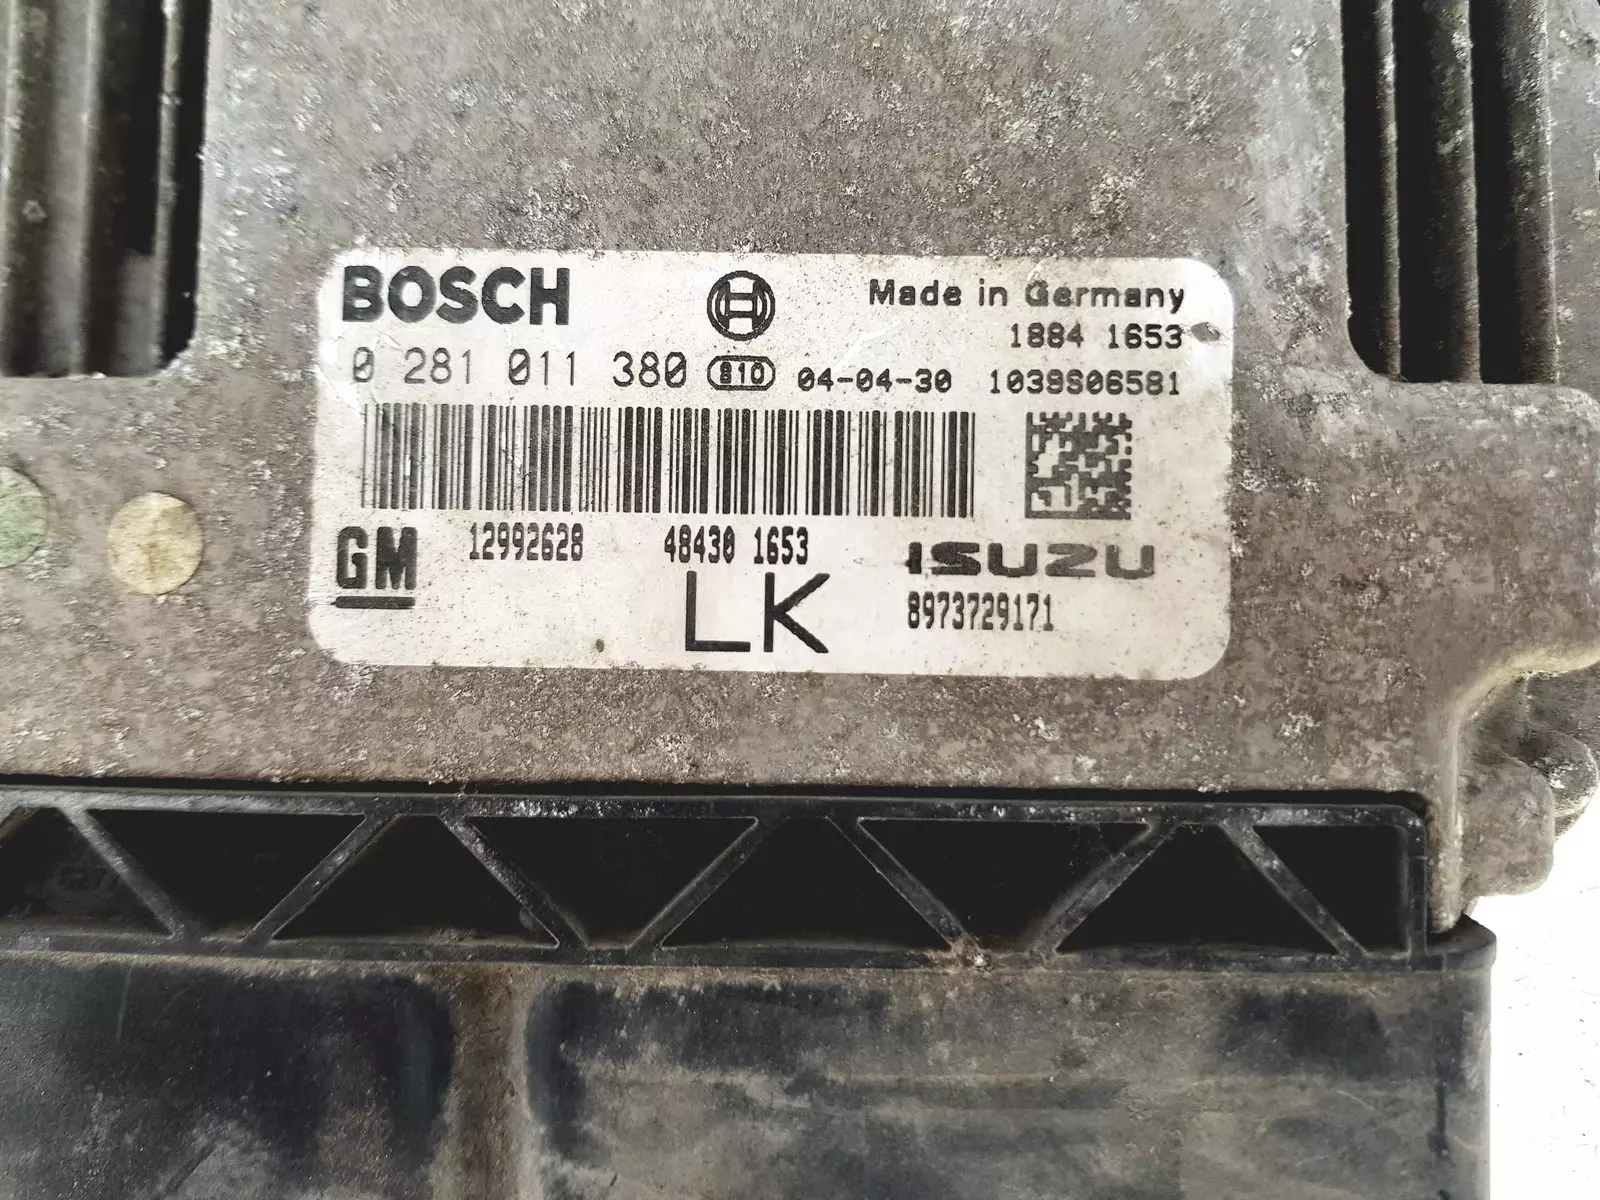 BOSCH
Made in Germany
1884 1653
0 281 011 380 810 04-04-30 1039S06581
GM 12992628 48430 1653 ISUZU
LK 8973729171